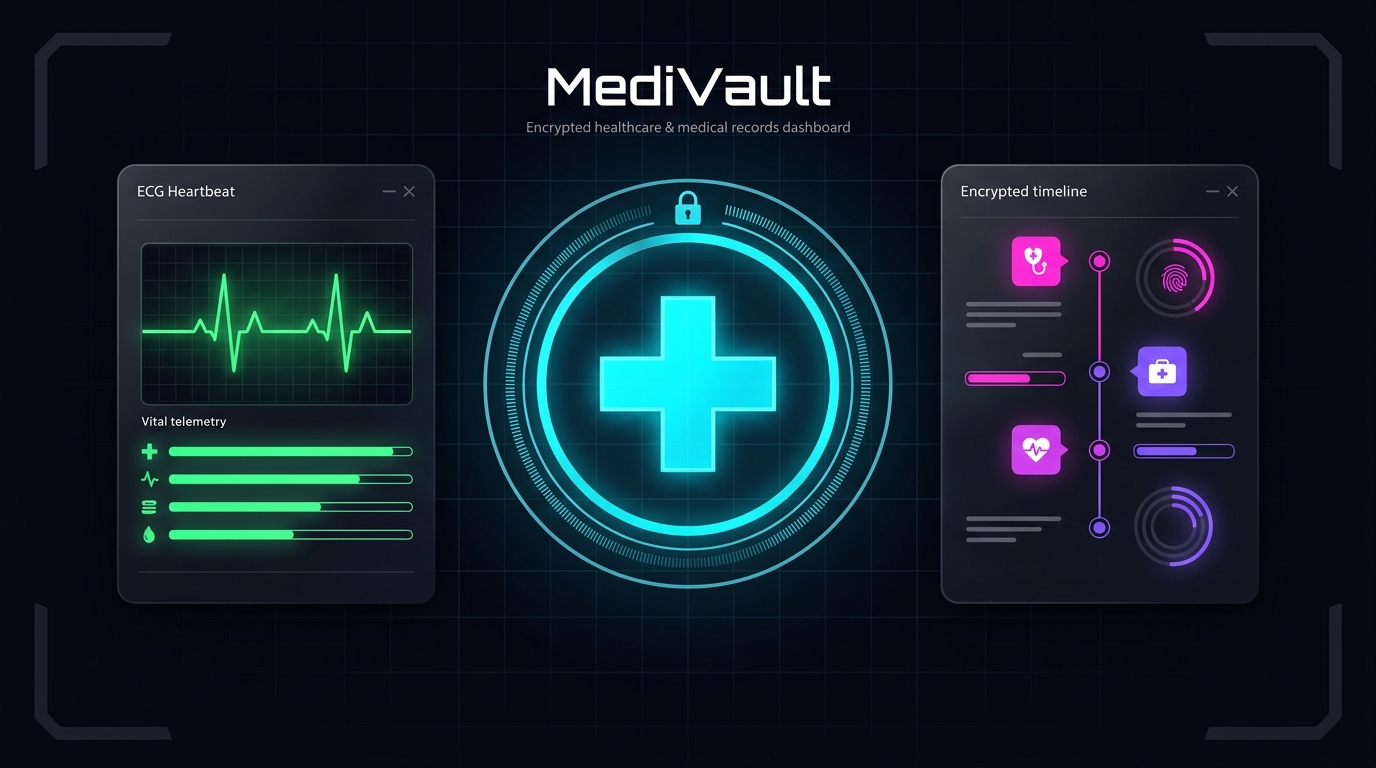 MediVault
Encrypted healthcare & medical records dashboard
ECG Heartbeat
Vital telemetry
Encrypted timeline